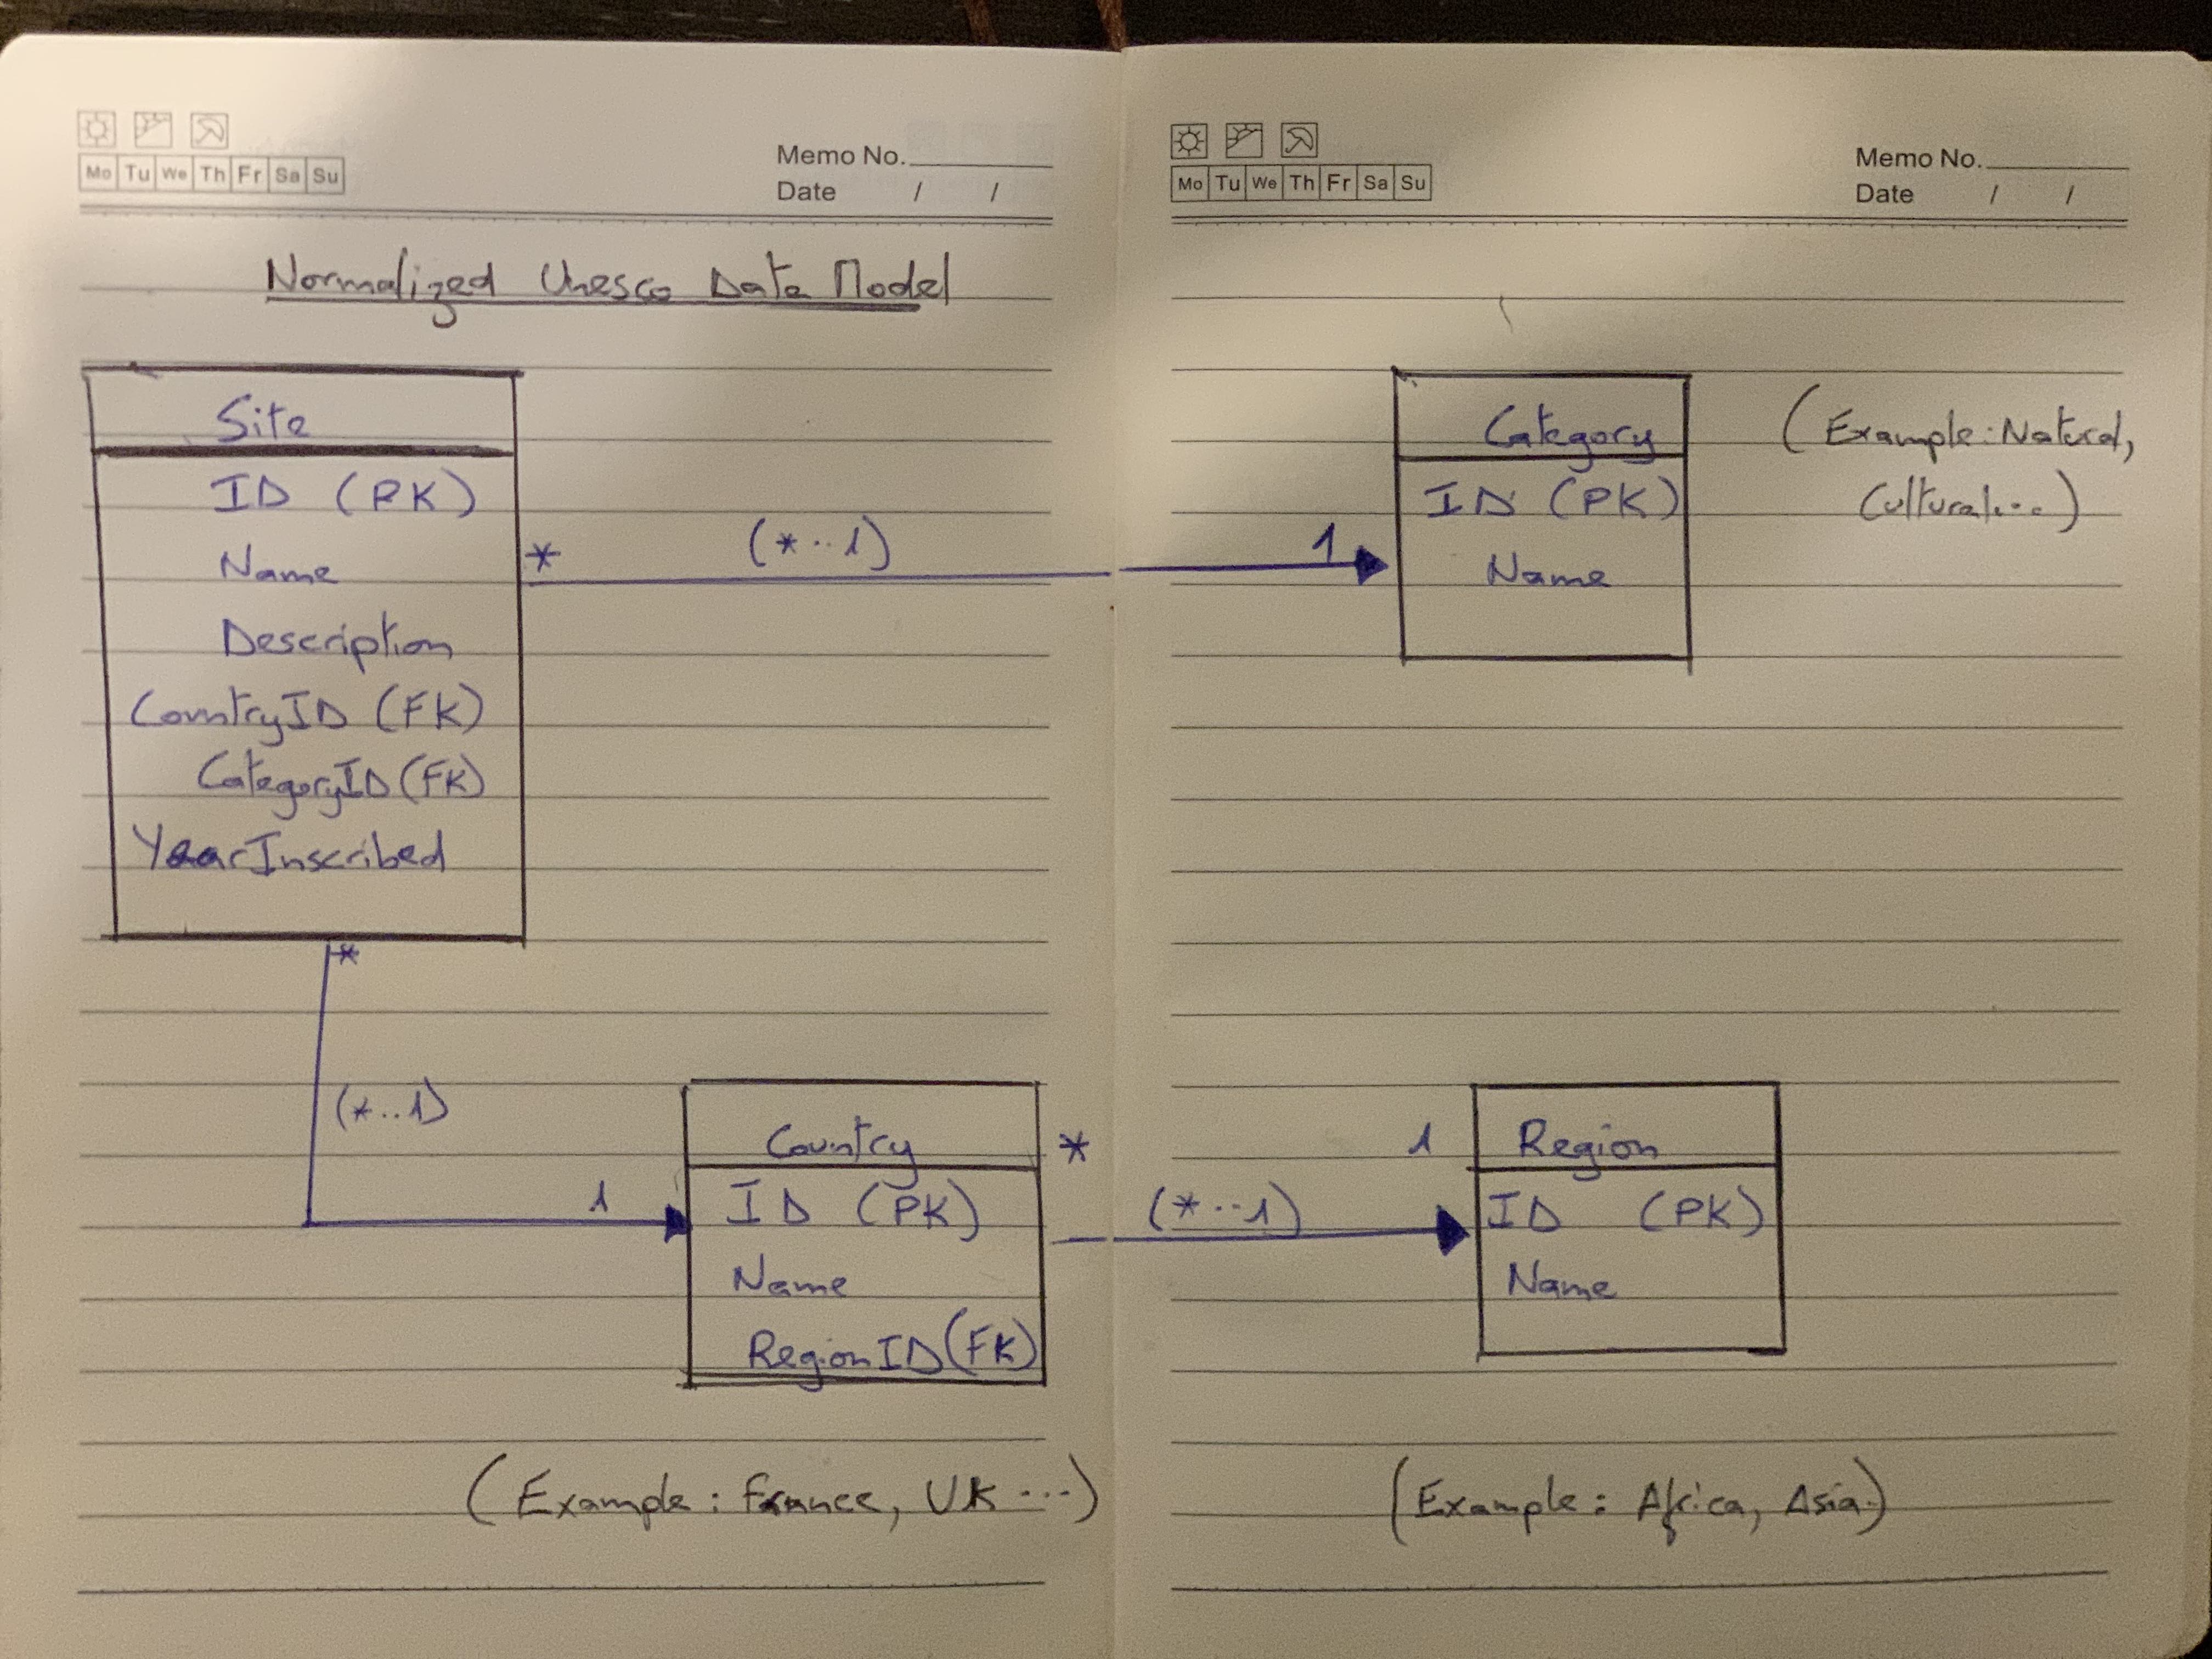 Mo Tu We Th Fr Sa Su
Memo No.
Date / /
Normalized Unesco Data Model
Site
ID (PK)
Name
Description
CountryID (FK)
CategoryID (FK)
YearInscribed
* (*..1) 1
*
(*..1)
1
Country
ID (PK)
Name
RegionID (FK)
(Example: France, UK...)
Mo Tu We Th Fr Sa Su
Memo No.
Date / /
Category
ID (PK)
Name
(Example: Natural,
Cultural...)
* (*..1) 1
Region
ID (PK)
Name
(Example: Africa, Asia.)